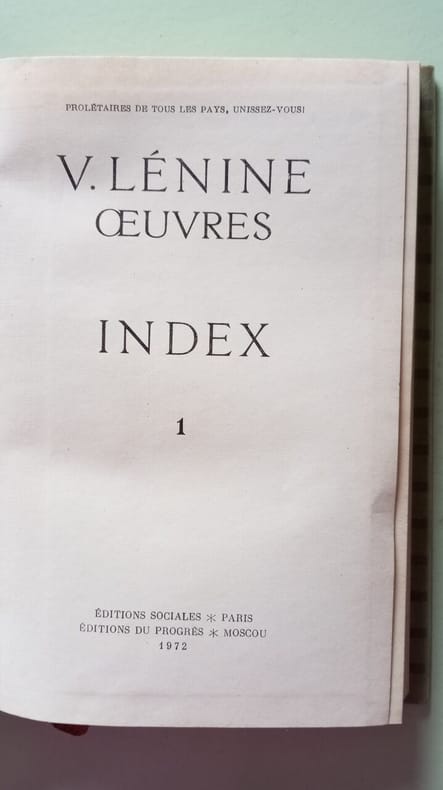 PROLÉTAIRES DE TOUS LES PAYS, UNISSEZ-VOUS!
V. LÉNINE
ŒUVRES
INDEX
1
ÉDITIONS SOCIALES * PARIS
ÉDITIONS DU PROGRÈS * MOSCOU
1972